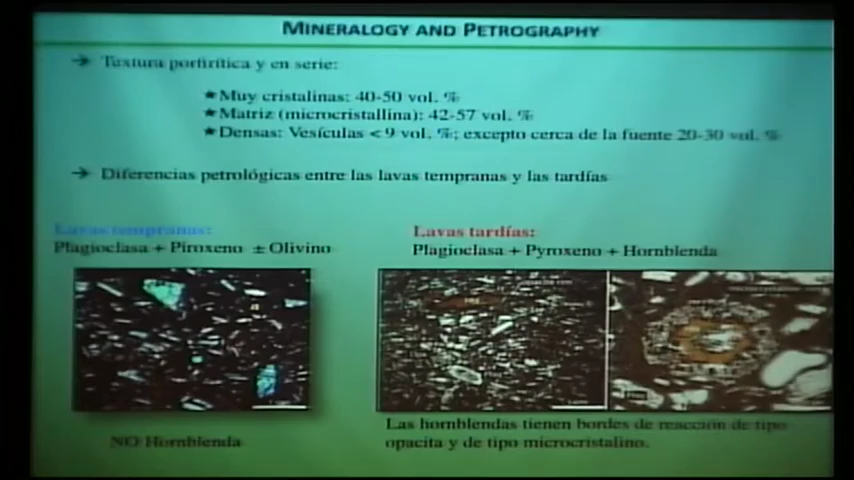 MINERALOGY AND PETROGRAPHY
→ Textura porfirítica y en serie:
★ Muy cristalinas: 40-50 vol. %
★ Matriz (microcristallina): 42-57 vol. %
★ Densas: Vesículas <9 vol. %; excepto cerca de la fuente 20-30 vol. %
→ Diferencias petrológicas entre las lavas tempranas y las tardías
Lavas tempranas:
Plagioclasa + Piroxeno ± Olivino
Lavas tardías:
Plagioclasa + Pyroxeno + Hornblenda
NO Hornblenda
Las hornblendas tienen bordes de reacción de tipo
opacita y de tipo microcristalino.